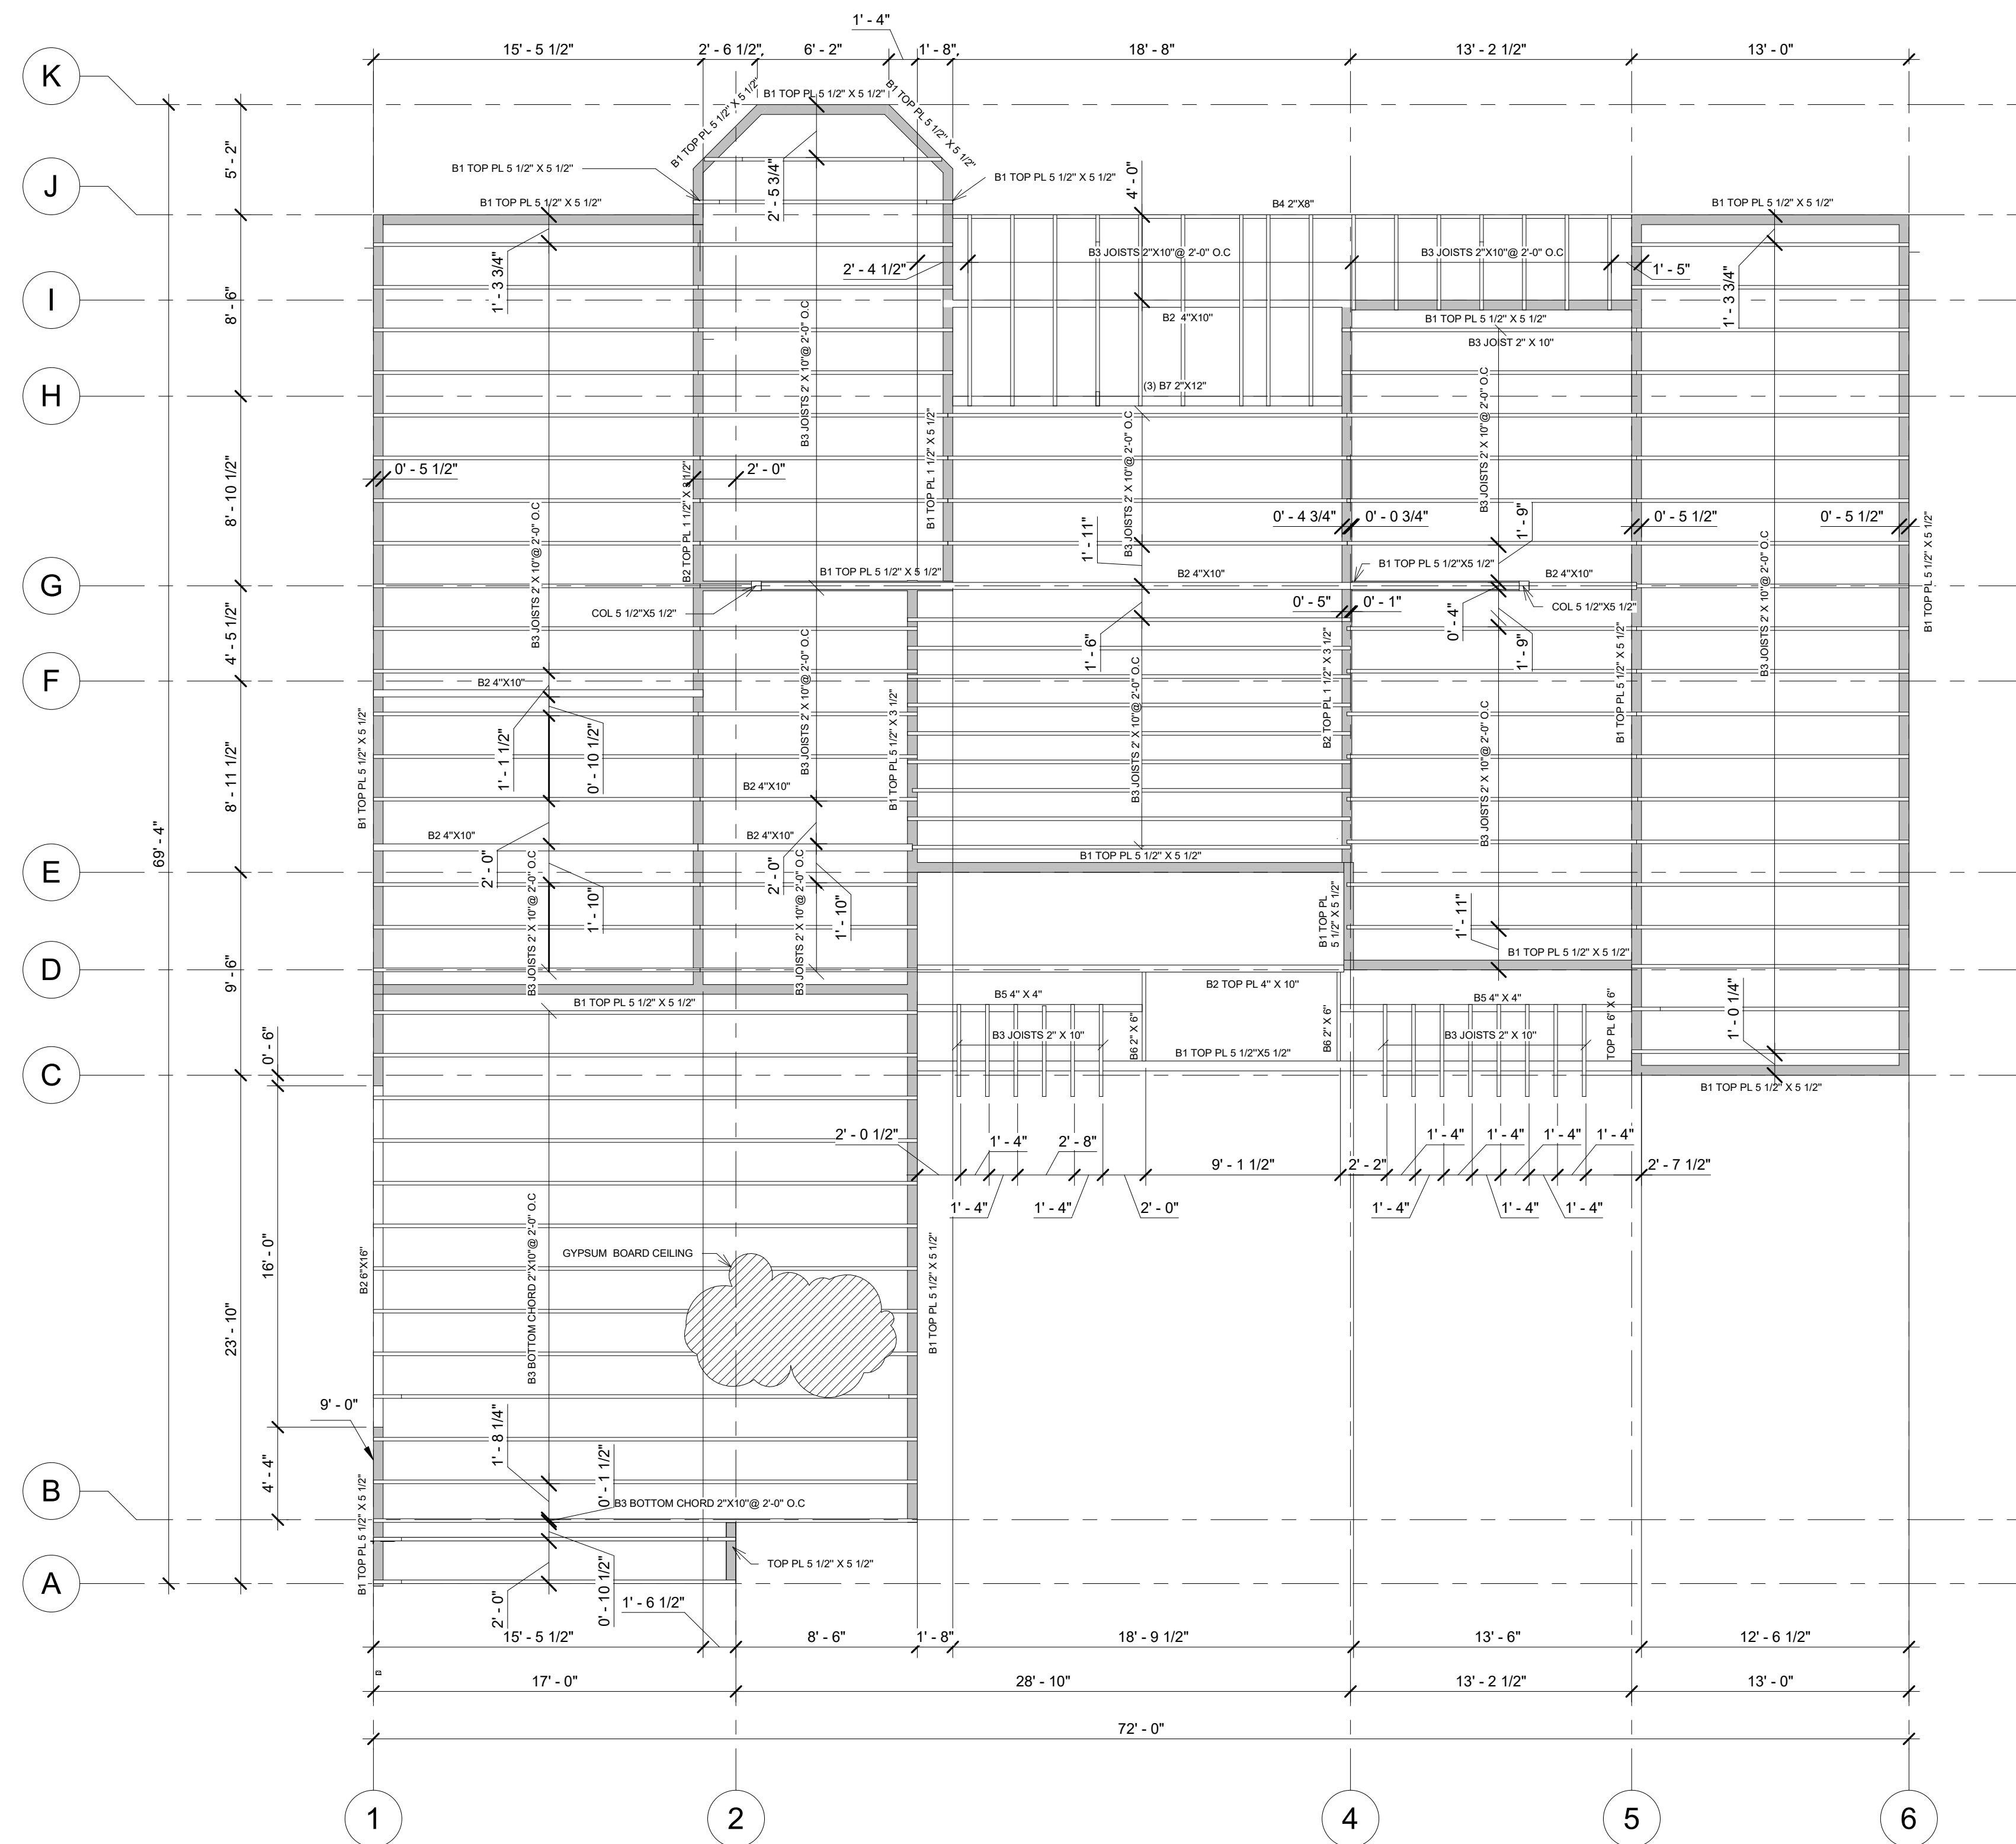 1' - 4"
15' - 5 1/2"
2' - 6 1/2"
6' - 2"
1' - 8"
18' - 8"
13' - 2 1/2"
13' - 0"
K
B1 TOP PL 5 1/2" X 5 1/2"
B1 TOP PL 5 1/2" X 5 1/2"
B1 TOP PL 5 1/2" X 5 1/2"
5' - 2"
B1 TOP PL 5 1/2" X 5 1/2"
2' - 5 3/4"
B1 TOP PL 5 1/2" X 5 1/2"
4' - 0"
J
B1 TOP PL 5 1/2" X 5 1/2"
B4 2"X8"
B1 TOP PL 5 1/2" X 5 1/2"
1' - 3 3/4"
2' - 4 1/2"
B3 JOISTS 2"X10"@ 2'-0" O.C
B3 JOISTS 2"X10"@ 2'-0" O.C
1' - 5"
1' - 3 3/4"
I
8' - 6"
B2 4"X10"
B1 TOP PL 5 1/2" X 5 1/2"
B3 JOIST 2" X 10"
B3 JOISTS 2' X 10"@ 2'-0" O.C
H
(3) B7 2"X12"
B3 JOISTS 2' X 10"@ 2'-0" O.C
B3 JOISTS 2' X 10"@ 2'-0" O.C
B1 TOP PL 1 1/2" X 5 1/2"
8' - 10 1/2"
0' - 5 1/2"
2' - 0"
B2 TOP PL 1 1/2" X 3 1/2"
B3 JOISTS 2' X 10"@ 2'-0" O.C
1' - 11"
0' - 4 3/4"
0' - 0 3/4"
1' - 9"
0' - 5 1/2"
0' - 5 1/2"
B3 JOISTS 2' X 10"@ 2'-0" O.C
B1 TOP PL 5 1/2" X 5 1/2"
G
B1 TOP PL 5 1/2" X 5 1/2"
B2 4"X10"
B1 TOP PL 5 1/2"X5 1/2"
B2 4"X10"
COL 5 1/2"X5 1/2"
0' - 5"
0' - 1"
0' - 4"
COL 5 1/2"X5 1/2"
4' - 5 1/2"
1' - 6"
1' - 9"
F
B2 4"X10"
B3 JOISTS 2' X 10"@ 2'-0" O.C
B1 TOP PL 5 1/2" X 3 1/2"
B3 JOISTS 2' X 10"@ 2'-0" O.C
B2 TOP PL 1 1/2" X 3 1/2"
B3 JOISTS 2' X 10"@ 2'-0" O.C
B1 TOP PL 5 1/2" X 5 1/2"
B1 TOP PL 5 1/2" X 5 1/2"
1' - 1 1/2"
0' - 10 1/2"
8' - 11 1/2"
B2 4"X10"
69' - 4"
B2 4"X10"
B2 4"X10"
B1 TOP PL 5 1/2" X 5 1/2"
E
2' - 0"
1' - 10"
2' - 0"
1' - 10"
B3 JOISTS 2' X 10"@ 2'-0" O.C
B3 JOISTS 2' X 10"@ 2'-0" O.C
B1 TOP PL
5 1/2" X 5 1/2"
1' - 11"
B1 TOP PL 5 1/2" X 5 1/2"
D
9' - 6"
B2 TOP PL 4" X 10"
B1 TOP PL 5 1/2" X 5 1/2"
B5 4" X 4"
B5 4" X 4"
B3 JOISTS 2" X 10"
B6 2" X 6"
B6 2" X 6"
B3 JOISTS 2" X 10"
TOP PL 6" X 6"
1' - 0 1/4"
0' - 6"
B1 TOP PL 5 1/2"X5 1/2"
C
B1 TOP PL 5 1/2" X 5 1/2"
2' - 0 1/2"
1' - 4"
2' - 8"
9' - 1 1/2"
2' - 2"
1' - 4"
1' - 4"
1' - 4"
1' - 4"
2' - 7 1/2"
1' - 4"
1' - 4"
2' - 0"
1' - 4"
1' - 4"
1' - 4"
16' - 0"
B2 6"X16"
B3 BOTTOM CHORD 2"X10"@ 2'-0" O.C
GYPSUM BOARD CEILING
B1 TOP PL 5 1/2" X 5 1/2"
23' - 10"
9' - 0"
1' - 8 1/4"
0' - 1 1/2"
4' - 4"
B
B3 BOTTOM CHORD 2"X10"@ 2'-0" O.C
B1 TOP PL 5 1/2" X 5 1/2"
TOP PL 5 1/2" X 5 1/2"
A
2' - 0"
0' - 10 1/2"
1' - 6 1/2"
15' - 5 1/2"
8' - 6"
1' - 8"
18' - 9 1/2"
13' - 6"
12' - 6 1/2"
17' - 0"
28' - 10"
13' - 2 1/2"
13' - 0"
72' - 0"
1
2
4
5
6